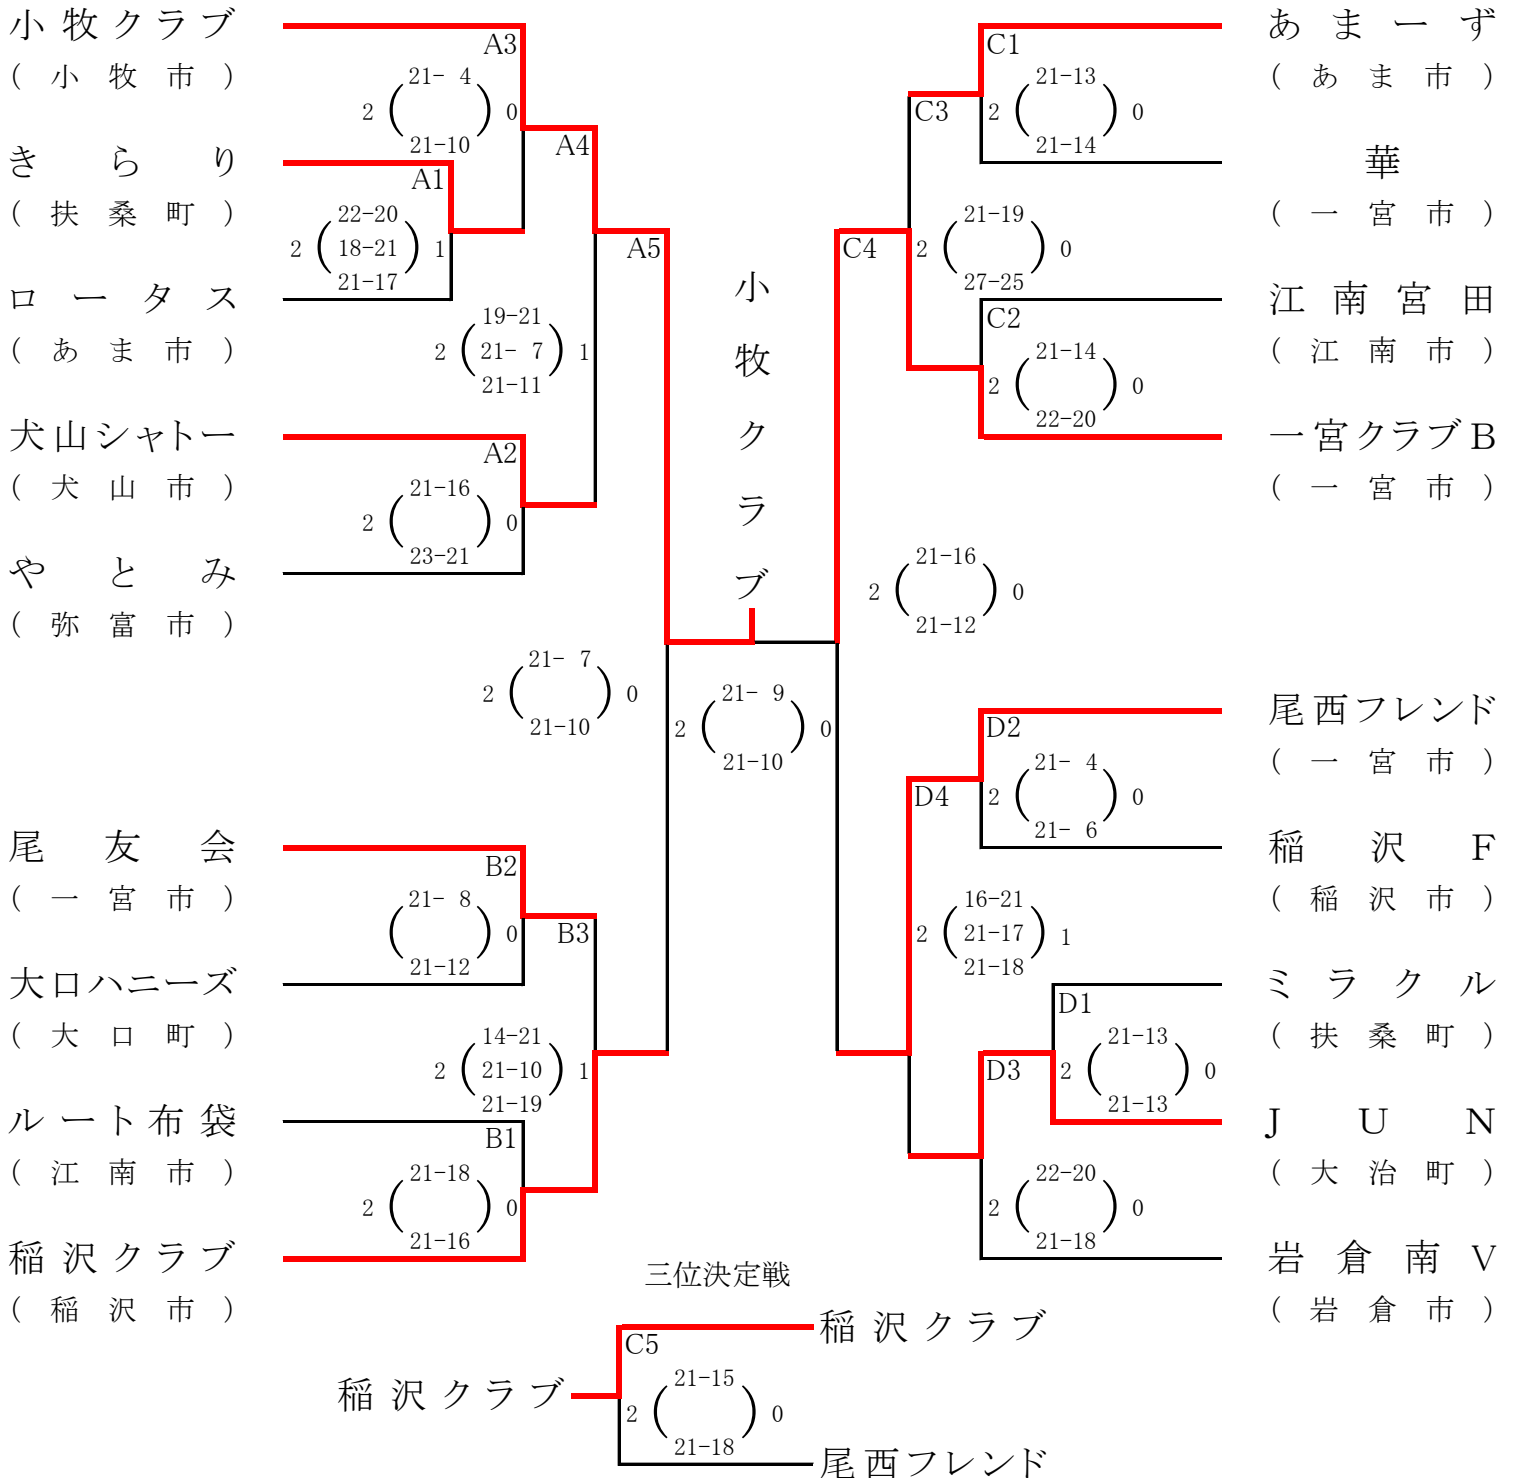 小牧クラブ
(小牧市)
きらり
(扶桑町)
ロータス
(あま市)
犬山シャトー
(犬山市)
やとみ
(弥富市)
尾友会
(一宮市)
大口ハニーズ
(大口町)
ルート布袋
(江南市)
稲沢クラブ
(稲沢市)
A3
2 (21- 4 21-10) 0
A1
2 (22-20 18-21 21-17) 1
A4
2 (19-21 21- 7 21-11) 1
A2
2 (21-16 23-21) 0
A5
2 (21- 7 21-10) 0
B2
(21- 8 21-12) 0
B3
2 (14-21 21-10 21-19) 1
B1
2 (21-18 21-16) 0
小牧クラブ
2 (21- 9 21-10) 0
C1
2 (21-13 21-14) 0
C3
2 (21-19 27-25) 0
C4
2 (21-16 21-12) 0
C2
2 (21-14 22-20) 0
D2
2 (21- 4 21- 6) 0
D4
2 (16-21 21-17 21-18) 1
D1
2 (21-13 21-13) 0
D3
2 (22-20 21-18) 0
あまーず
(あま市)
華
(一宮市)
江南宮田
(江南市)
一宮クラブB
(一宮市)
尾西フレンド
(一宮市)
稲沢F
(稲沢市)
ミラクル
(扶桑町)
JUN
(大治町)
岩倉南V
(岩倉市)
三位決定戦
稲沢クラブ
C5
2 (21-15 21-18) 0
稲沢クラブ
尾西フレンド